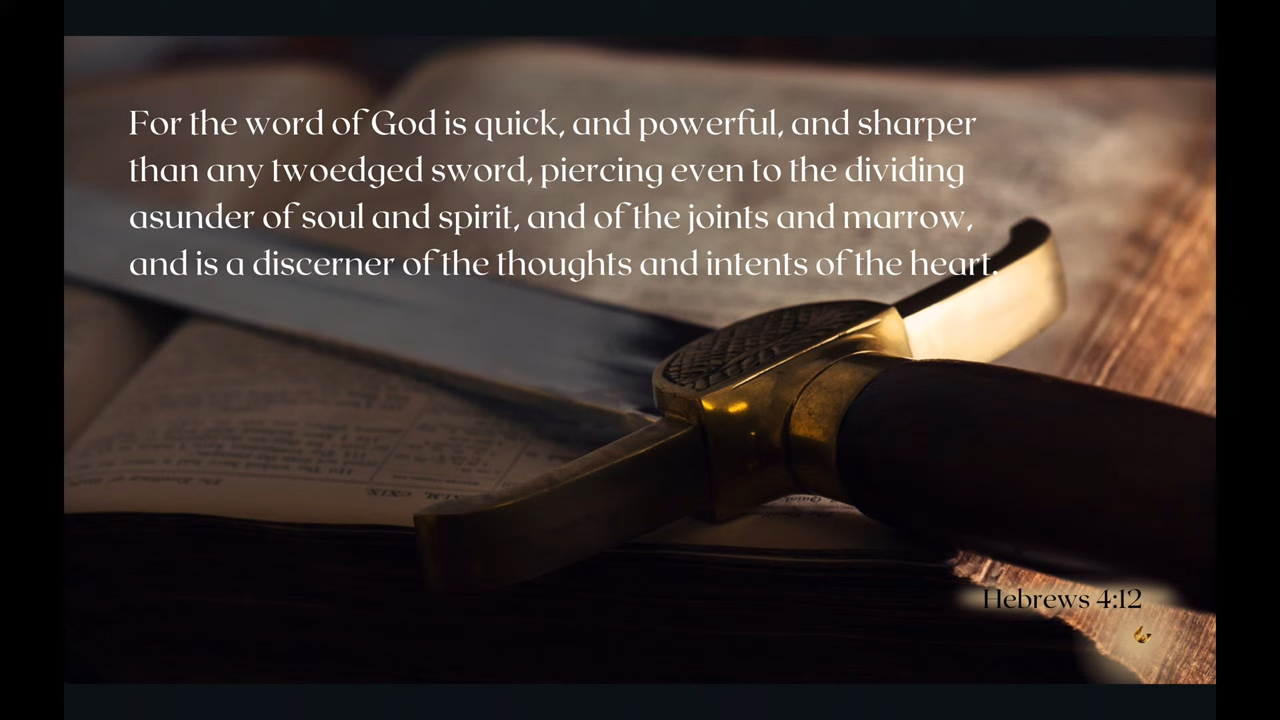 For the word of God is quick, and powerful, and sharper
than any twoedged sword, piercing even to the dividing
asunder of soul and spirit, and of the joints and marrow,
and is a discerner of the thoughts and intents of the heart.
Hebrews 4:12